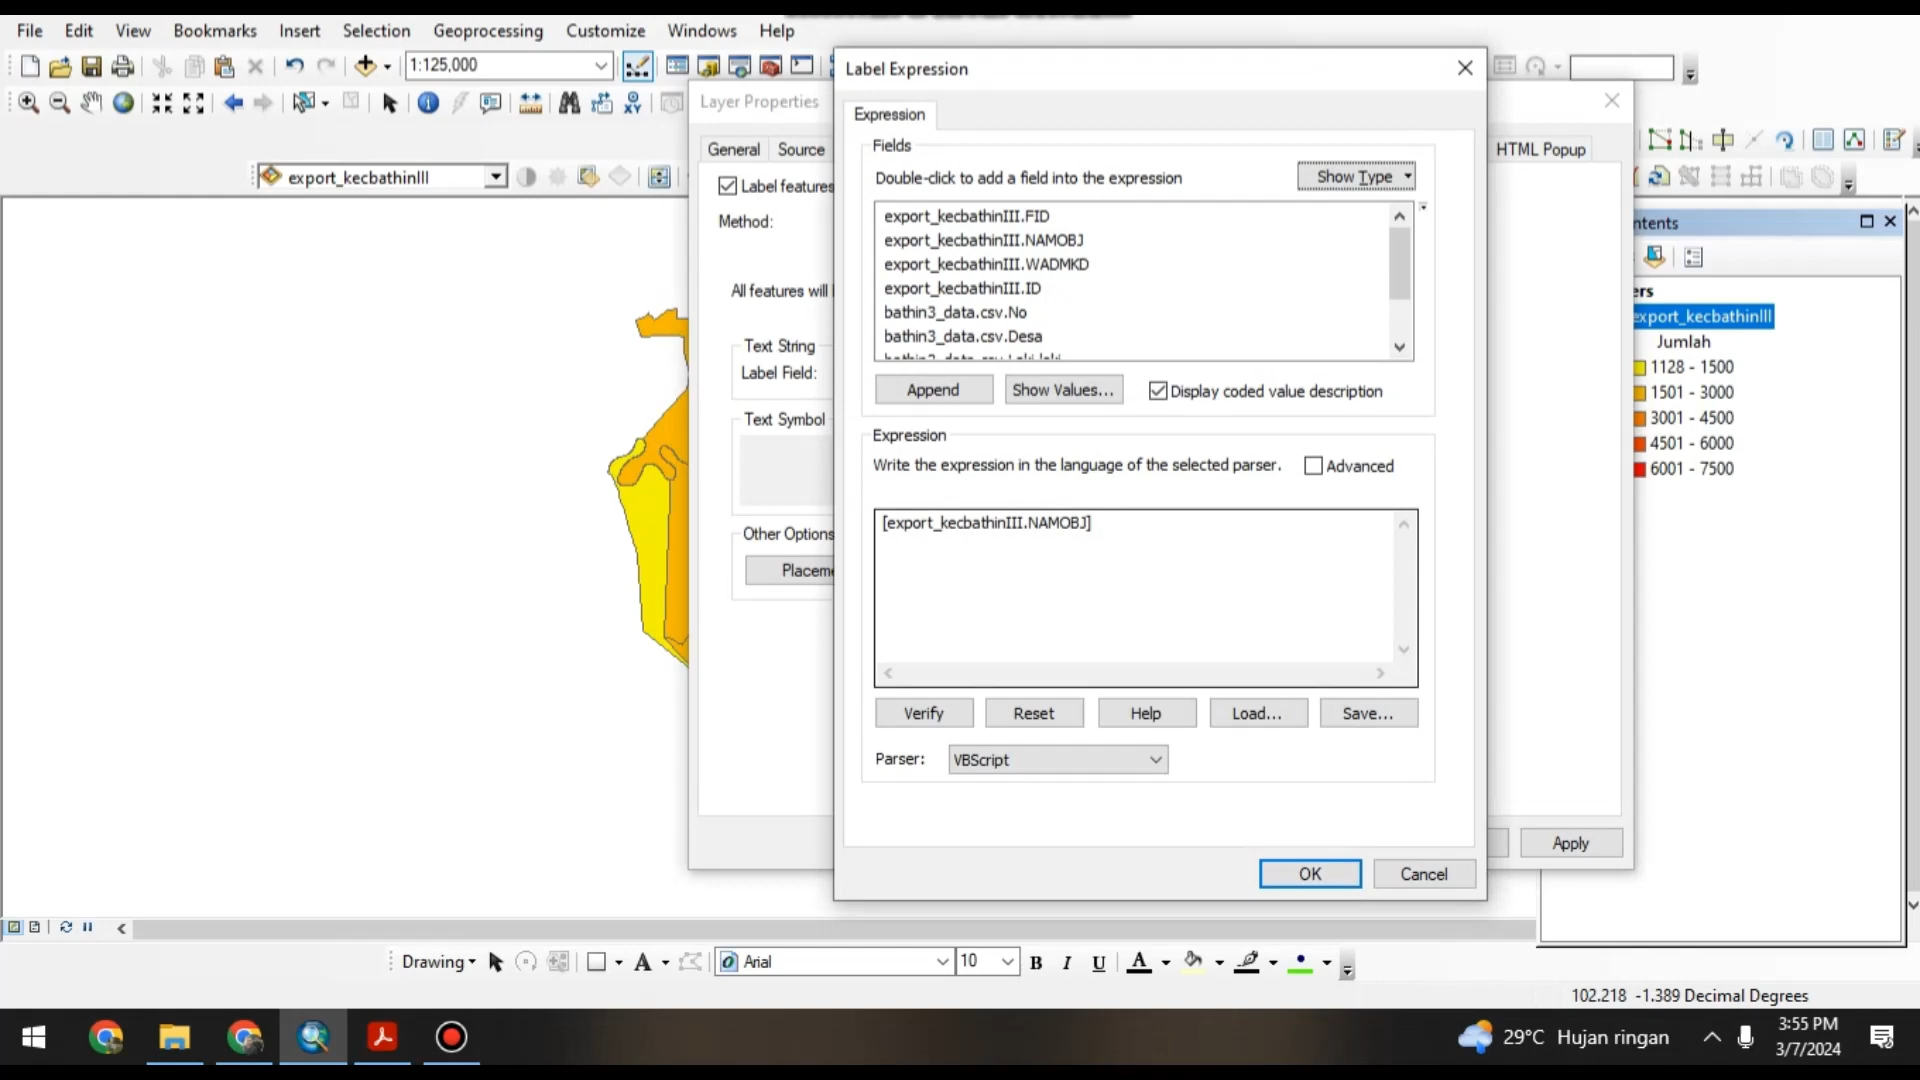 File Edit View Bookmarks Insert Selection Geoprocessing Customize Windows Help
1:125,000
export_kecbathinIII
Layer Properties
General Source
HTML Popup
Label features
Method:
All features will
Text String
Label Field:
Text Symbol
Other Options
Placeme
Apply
Label Expression
Expression
Fields
Double-click to add a field into the expression
Show Type
export_kecbathinIII.FID
export_kecbathinIII.NAMOBJ
export_kecbathinIII.WADMKD
export_kecbathinIII.ID
bathin3_data.csv.No
bathin3_data.csv.Desa
Append Show Values... Display coded value description
Expression
Write the expression in the language of the selected parser. Advanced
[export_kecbathinIII.NAMOBJ]
Verify Reset Help Load... Save...
Parser: VBScript
OK Cancel
ntents
ers
export_kecbathinIII
Jumlah
1128 - 1500
1501 - 3000
3001 - 4500
4501 - 6000
6001 - 7500
Drawing A Arial 10 B I U A
102.218 -1.389 Decimal Degrees
29°C Hujan ringan
3:55 PM
3/7/2024